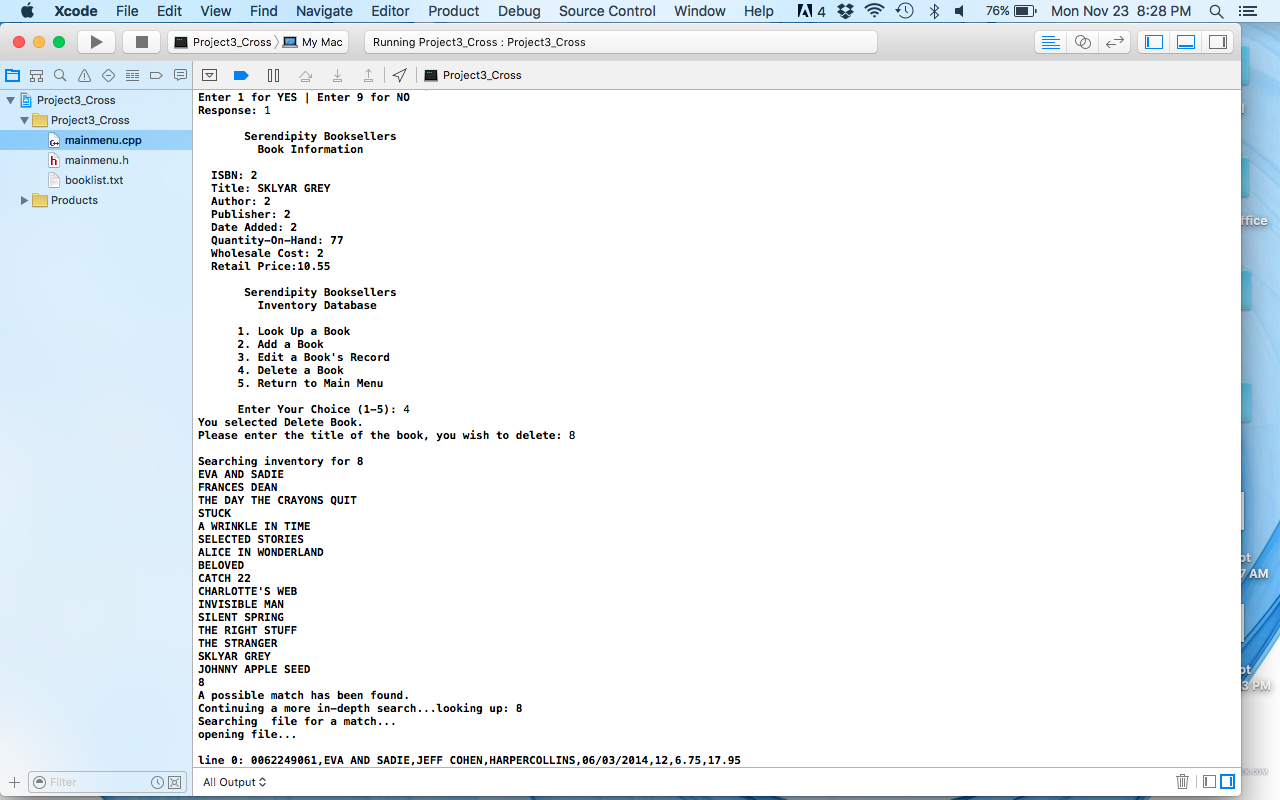 Xcode File Edit View Find Navigate Editor Product Debug Source Control Window Help 4 76% Mon Nov 23 8:28 PM
Project3_Cross My Mac Running Project3_Cross : Project3_Cross
Project3_Cross
Project3_Cross
Project3_Cross
mainmenu.cpp
mainmenu.h
booklist.txt
Products
Enter 1 for YES | Enter 9 for NO
Response: 1
Serendipity Booksellers
Book Information
ISBN: 2
Title: SKLYAR GREY
Author: 2
Publisher: 2
Date Added: 2
Quantity-On-Hand: 77
Wholesale Cost: 2
Retail Price:10.55
Serendipity Booksellers
Inventory Database
1. Look Up a Book
2. Add a Book
3. Edit a Book's Record
4. Delete a Book
5. Return to Main Menu
Enter Your Choice (1-5): 4
You selected Delete Book.
Please enter the title of the book, you wish to delete: 8
Searching inventory for 8
EVA AND SADIE
FRANCES DEAN
THE DAY THE CRAYONS QUIT
STUCK
A WRINKLE IN TIME
SELECTED STORIES
ALICE IN WONDERLAND
BELOVED
CATCH 22
CHARLOTTE'S WEB
INVISIBLE MAN
SILENT SPRING
THE RIGHT STUFF
THE STRANGER
SKLYAR GREY
JOHNNY APPLE SEED
8
A possible match has been found.
Continuing a more in-depth search...looking up: 8
Searching  file for a match...
opening file...
line 0: 0062249061,EVA AND SADIE,JEFF COHEN,HARPERCOLLINS,06/03/2014,12,6.75,17.95
Filter
All Output
ffice
ot
7 AM
ot
3 PM